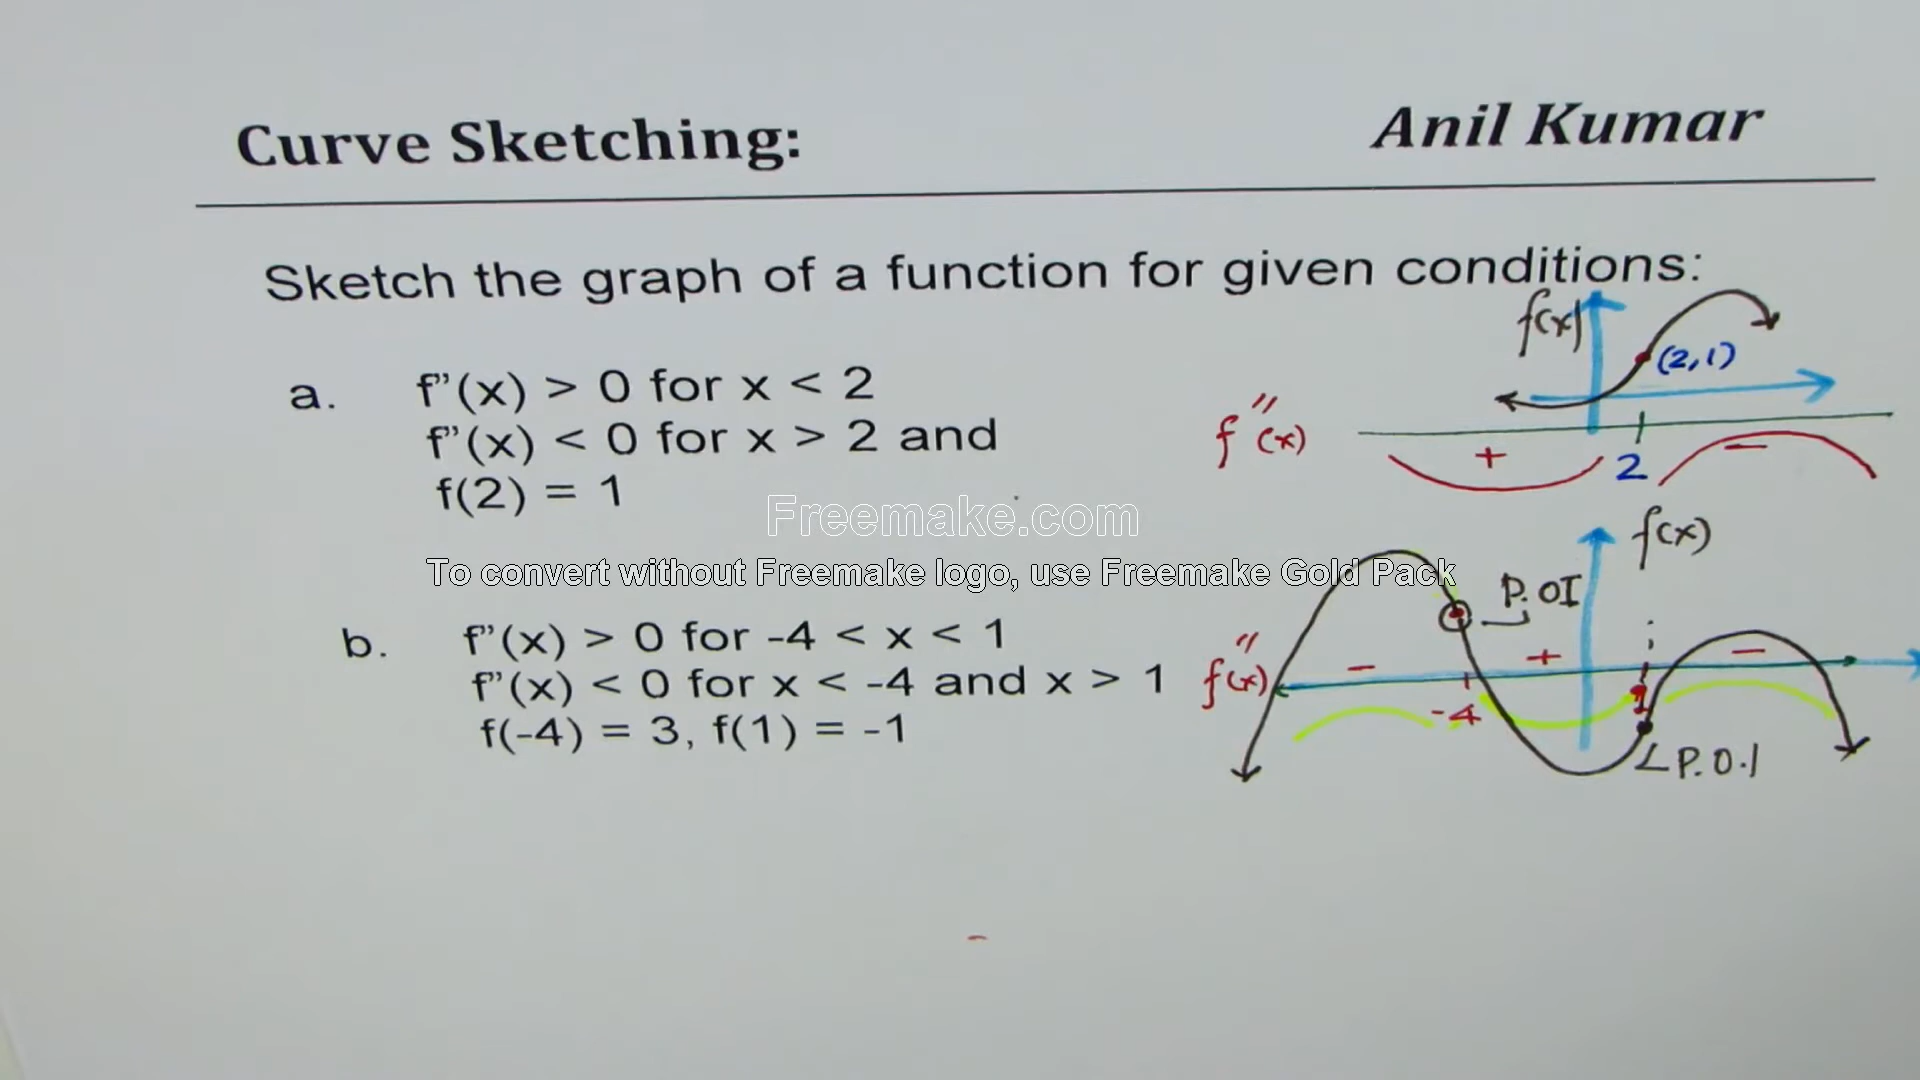 Curve Sketching:
Anil Kumar
Sketch the graph of a function for given conditions:
a.
f”(x) > 0 for x < 2
f”(x) < 0 for x > 2 and
f(2) = 1
f(x)
(2,1)
f"(x)
+
2
−
Freemake.com
To convert without Freemake logo, use Freemake Gold Pack
b.
f”(x) > 0 for -4 < x < 1
f”(x) < 0 for x < -4 and x > 1
f(-4) = 3, f(1) = -1
f(x)
P.OI
f"(x)
− + −
-4
1
P.O.I